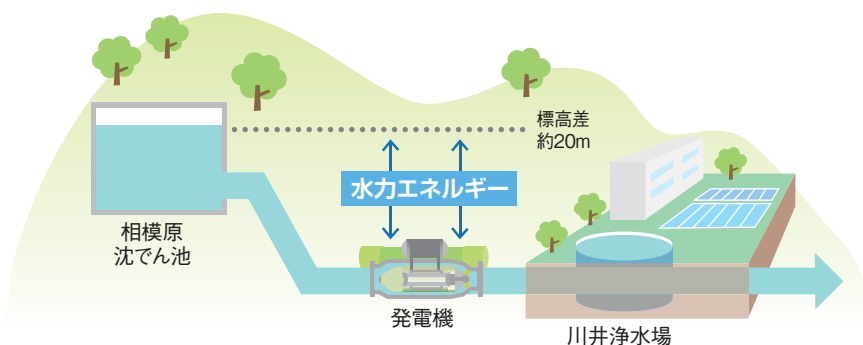 標高差
約20m
水力エネルギー
相模原
沈でん池
発電機
川井浄水場